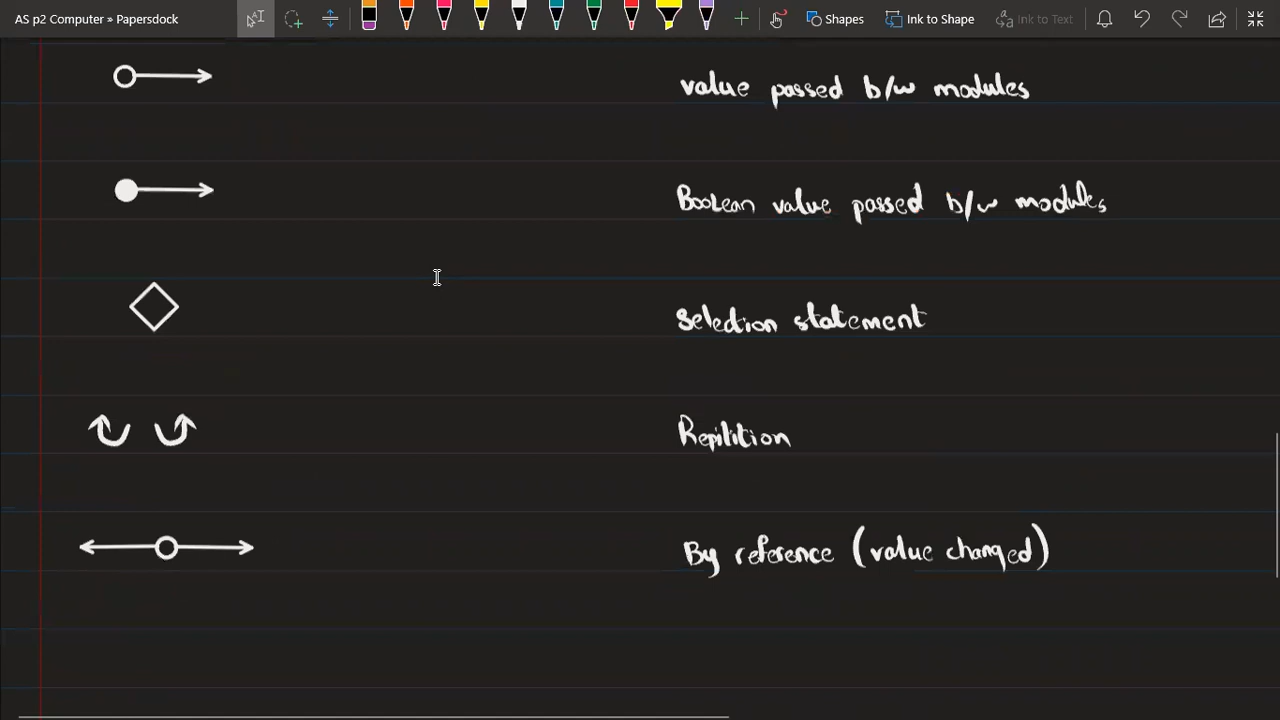 AS p2 Computer » Papersdock
Shapes
Ink to Shape
Ink to Text
value passed b/w modules
Boolean value passed b/w modules
Selection statement
Repitition
By reference (value changed)